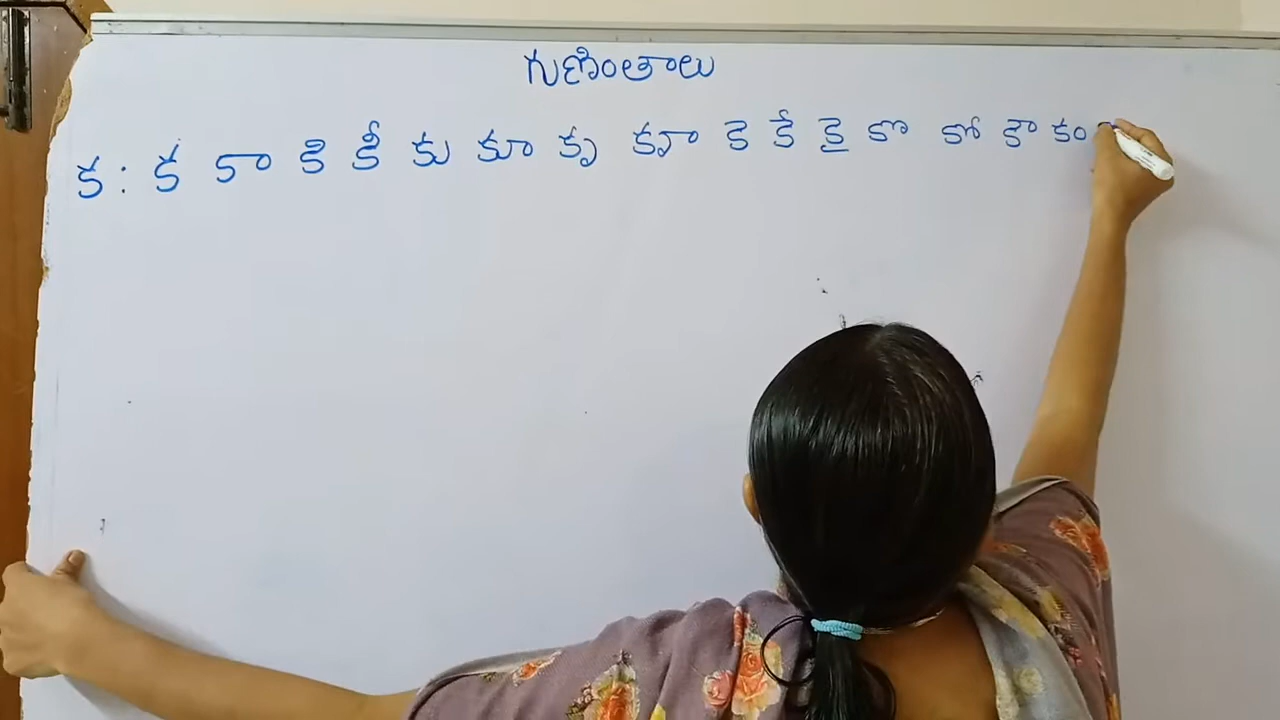 గుణింతాలు
క : క కా కి కీ కు కూ కృ కౄ కె కే కై కొ కో కౌ కం